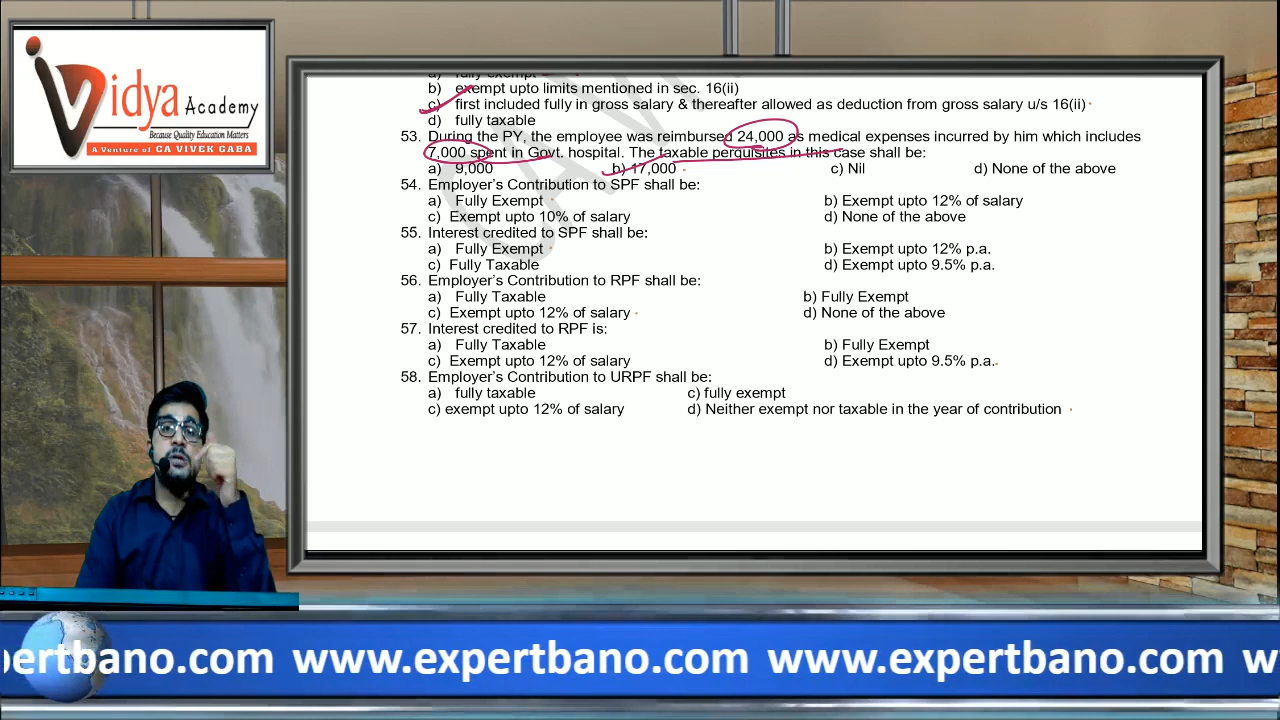 Vidya Academy
Because Quality Education Matters
A Venture of CA VIVEK GABA
a) fully exempt
b) exempt upto limits mentioned in sec. 16(ii)
c) first included fully in gross salary & thereafter allowed as deduction from gross salary u/s 16(ii)
d) fully taxable
53. During the PY, the employee was reimbursed 24,000 as medical expenses incurred by him which includes
7,000 spent in Govt. hospital. The taxable perquisites in this case shall be:
a) 9,000 b) 17,000 c) Nil d) None of the above
54. Employer's Contribution to SPF shall be:
a) Fully Exempt b) Exempt upto 12% of salary
c) Exempt upto 10% of salary d) None of the above
55. Interest credited to SPF shall be:
a) Fully Exempt b) Exempt upto 12% p.a.
c) Fully Taxable d) Exempt upto 9.5% p.a.
56. Employer's Contribution to RPF shall be:
a) Fully Taxable b) Fully Exempt
c) Exempt upto 12% of salary d) None of the above
57. Interest credited to RPF is:
a) Fully Taxable b) Fully Exempt
c) Exempt upto 12% of salary d) Exempt upto 9.5% p.a.
58. Employer's Contribution to URPF shall be:
a) fully taxable c) fully exempt
c) exempt upto 12% of salary d) Neither exempt nor taxable in the year of contribution
pertbano.com www.expertbano.com www.expertbano.com w